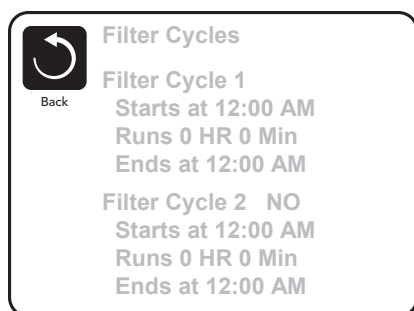 Filter Cycles
Back
Filter Cycle 1
Starts at 12:00 AM
Runs 0 HR 0 Min
Ends at 12:00 AM
Filter Cycle 2 NO
Starts at 12:00 AM
Runs 0 HR 0 Min
Ends at 12:00 AM